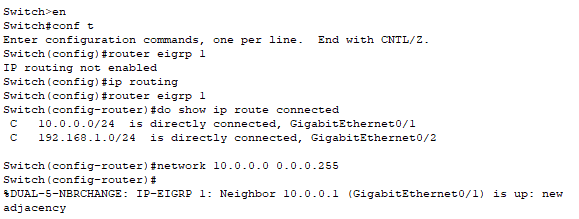 Switch>en
Switch#conf t
Enter configuration commands, one per line.  End with CNTL/Z.
Switch(config)#router eigrp 1
IP routing not enabled
Switch(config)#ip routing
Switch(config)#router eigrp 1
Switch(config-router)#do show ip route connected
 C   10.0.0.0/24  is directly connected, GigabitEthernet0/1
 C   192.168.1.0/24  is directly connected, GigabitEthernet0/2
Switch(config-router)#network 10.0.0.0 0.0.0.255
Switch(config-router)#
%DUAL-5-NBRCHANGE: IP-EIGRP 1: Neighbor 10.0.0.1 (GigabitEthernet0/1) is up: new
adjacency